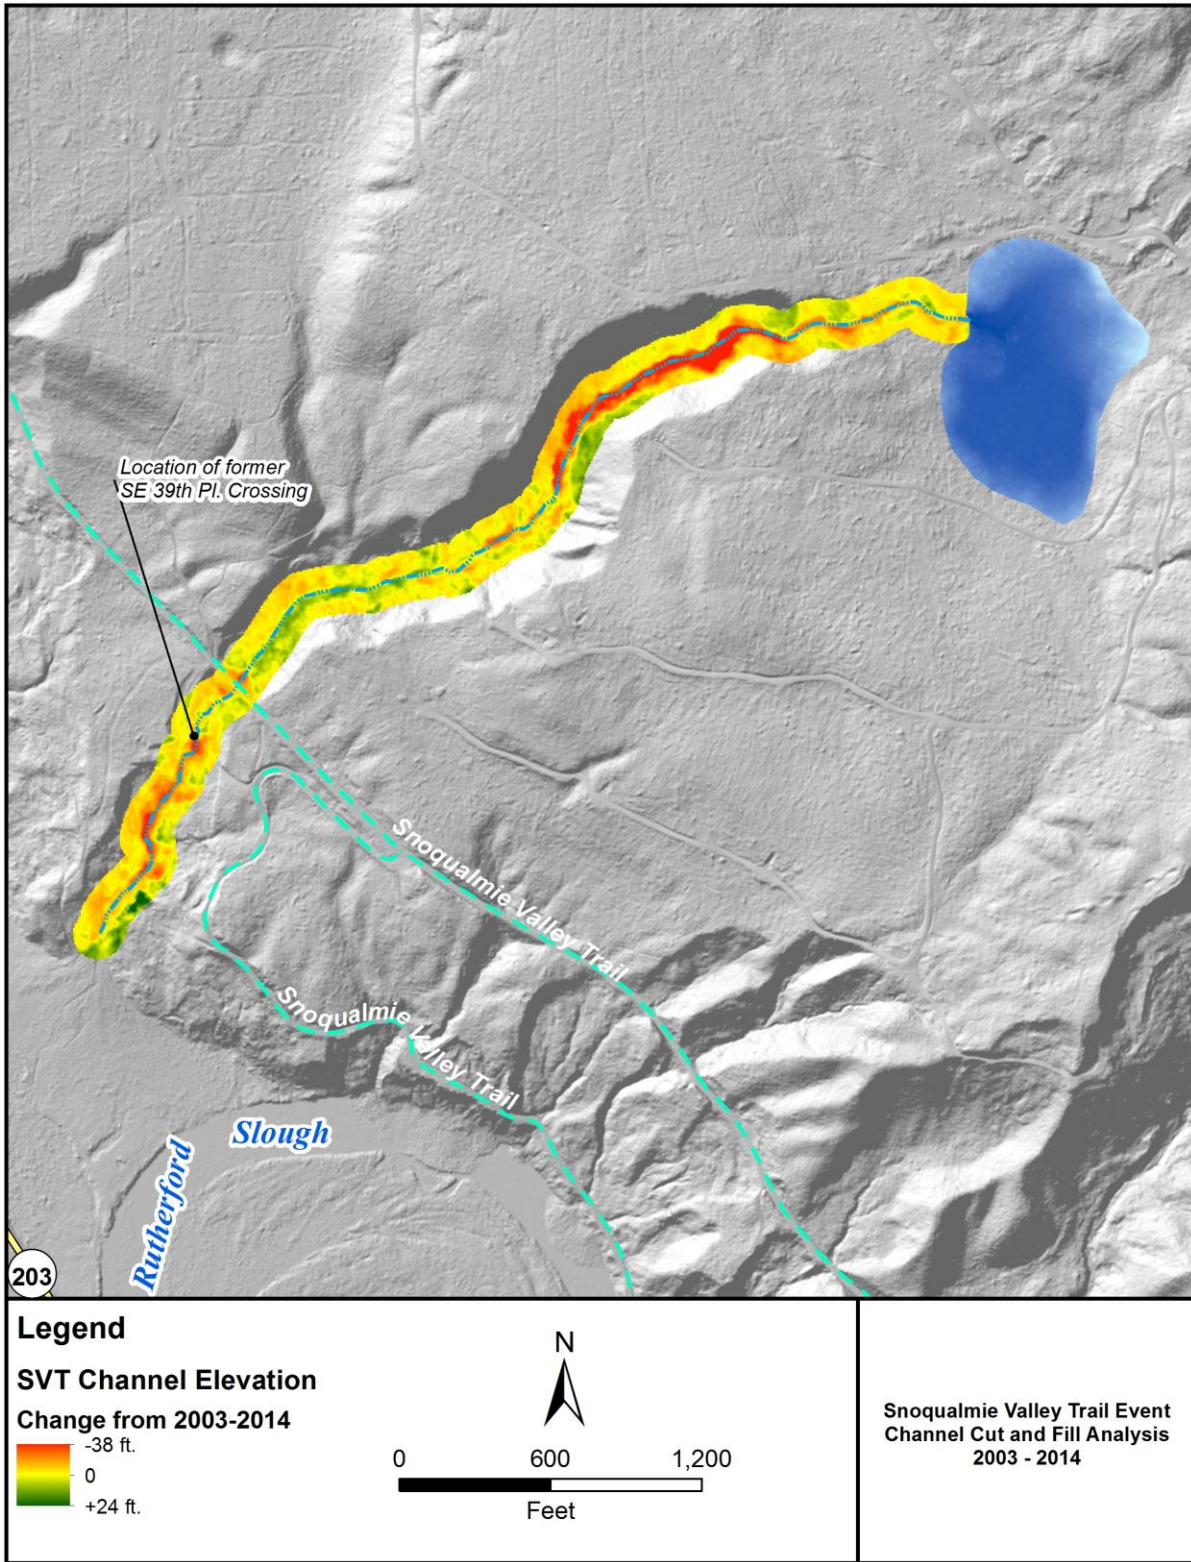 Location of former
SE 39th Pl. Crossing
Snoqualmie Valley Trail
Snoqualmie Valley Trail
Slough
Rutherford
203
Legend
SVT Channel Elevation
Change from 2003-2014
-38 ft.
0
+24 ft.
N
0 600 1,200
Feet
Snoqualmie Valley Trail Event
Channel Cut and Fill Analysis
2003 - 2014